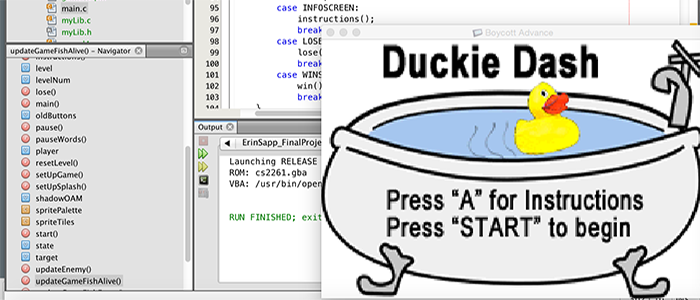 main.c
myLib.c
myLib.h
updateGameFishAlive() – Navigator
instructions()
level
levelNum
lose()
main()
oldButtons
pause()
pauseWords()
player
resetLevel()
setUpGame()
setUpSplash()
shadowOAM
spritePalette
spriteTiles
start()
state
target
updateEnemy()
updateGameFishAlive()
95 case INFOSCREEN:
96 instructions();
97 break
98 case LOSE
99 lose(
100 break
101 case WINS
102 win()
103 break
104 }
Output
ErinSapp_FinalProje
Launching RELEASE
ROM: cs2261.gba
VBA: /usr/bin/open
RUN FINISHED; exit
Boycott Advance
Duckie Dash
Press “A” for Instructions
Press “START” to begin